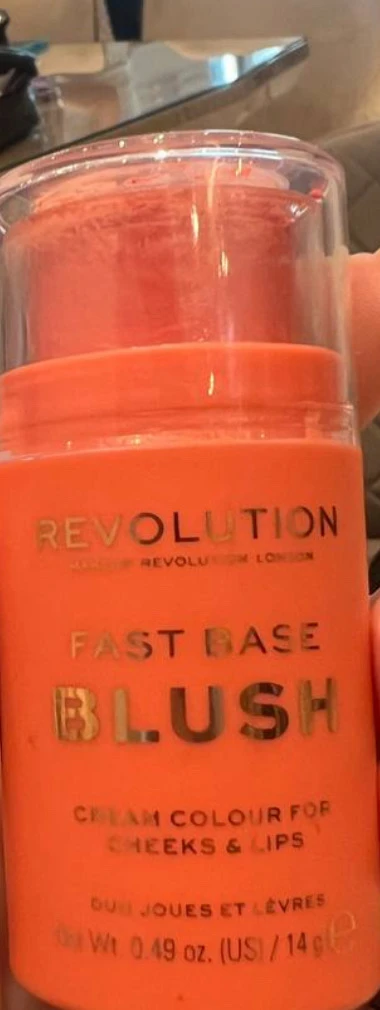 REVOLUTION
MAKEUP REVOLUTION LONDON
FAST BASE
BLUSH
CREAM COLOUR FOR
CHEEKS & LIPS
DUO JOUES ET LÈVRES
Net Wt. 0.49 oz. (US) / 14 g e